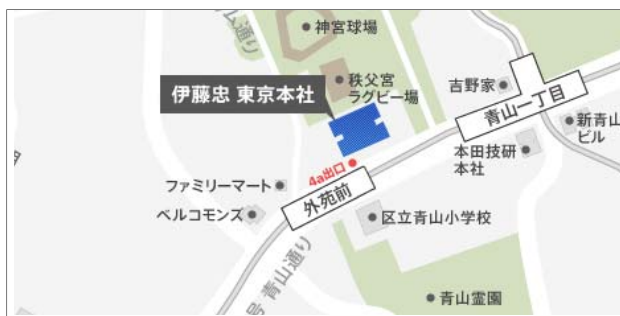 神宮球場
秩父宮
ラグビー場
伊藤忠 東京本社
吉野家
青山一丁目
新青山
ビル
本田技研
本社
4a出口
ファミリーマート
外苑前
ベルコモンズ
区立青山小学校
号 青山通り
青山霊園
通り